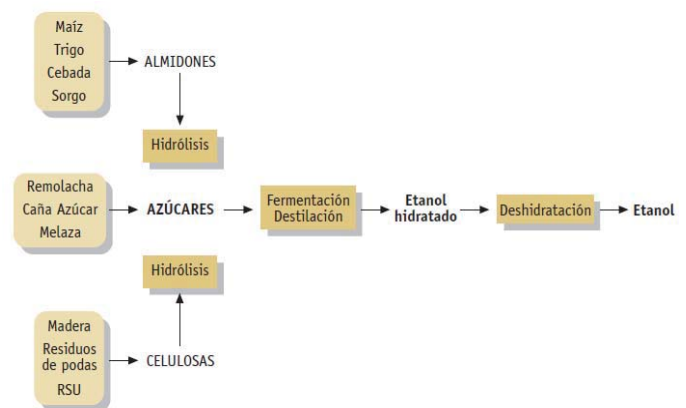 Maíz
Trigo
Cebada
Sorgo
ALMIDONES
Hidrólisis
Remolacha
Caña Azúcar
Melaza
AZÚCARES
Fermentación
Destilación
Etanol
hidratado
Deshidratación
Etanol
Hidrólisis
Madera
Residuos
de podas
RSU
CELULOSAS